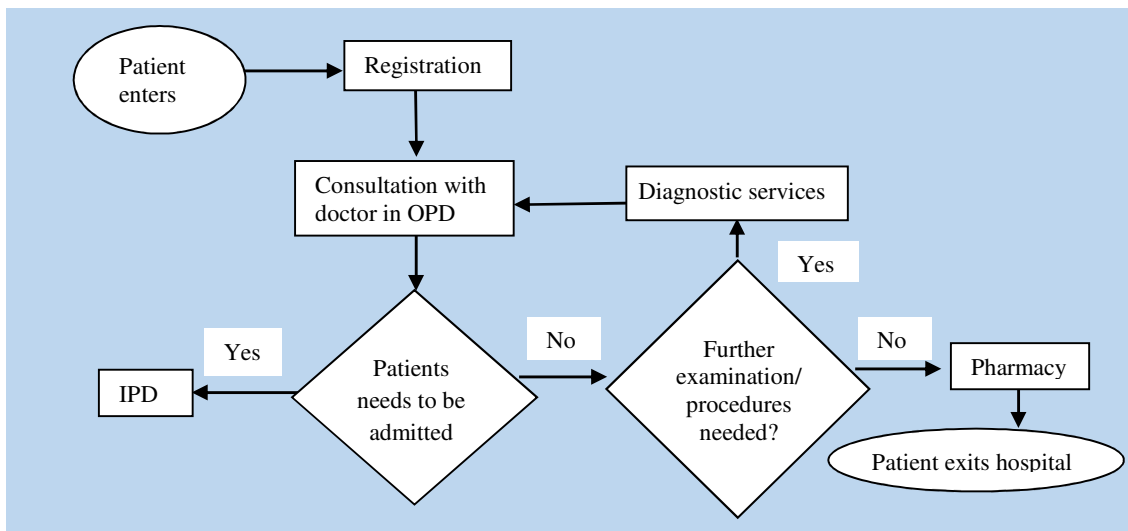 Patient
enters
Registration
Consultation with
doctor in OPD
Diagnostic services
Yes
Yes
No
No
IPD
Patients
needs to be
admitted
Further
examination/
procedures
needed?
Pharmacy
Patient exits hospital